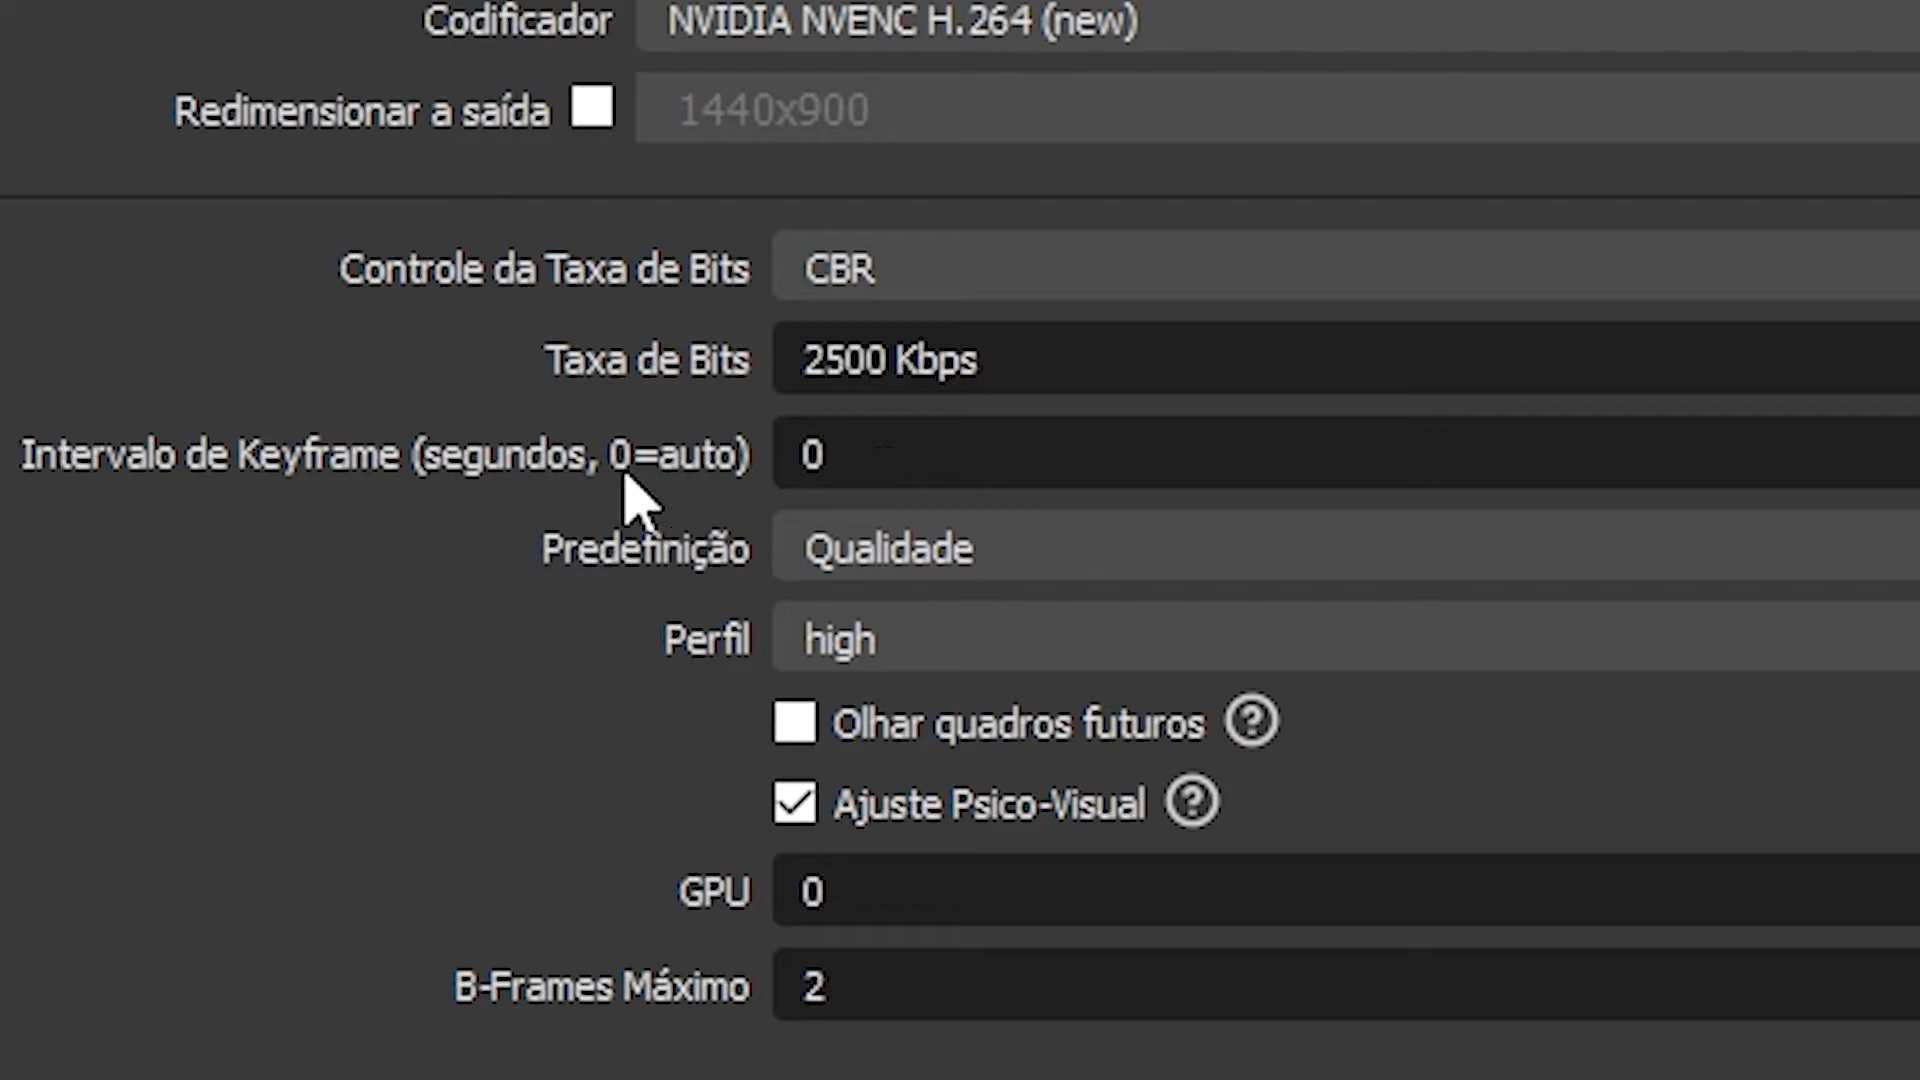 Codificador NVIDIA NVENC H.264 (new)
Redimensionar a saída 1440x900
Controle da Taxa de Bits CBR
Taxa de Bits 2500 Kbps
Intervalo de Keyframe (segundos, 0=auto) 0
Predefinição Qualidade
Perfil high
Olhar quadros futuros ?
Ajuste Psico-Visual ?
GPU 0
B-Frames Máximo 2